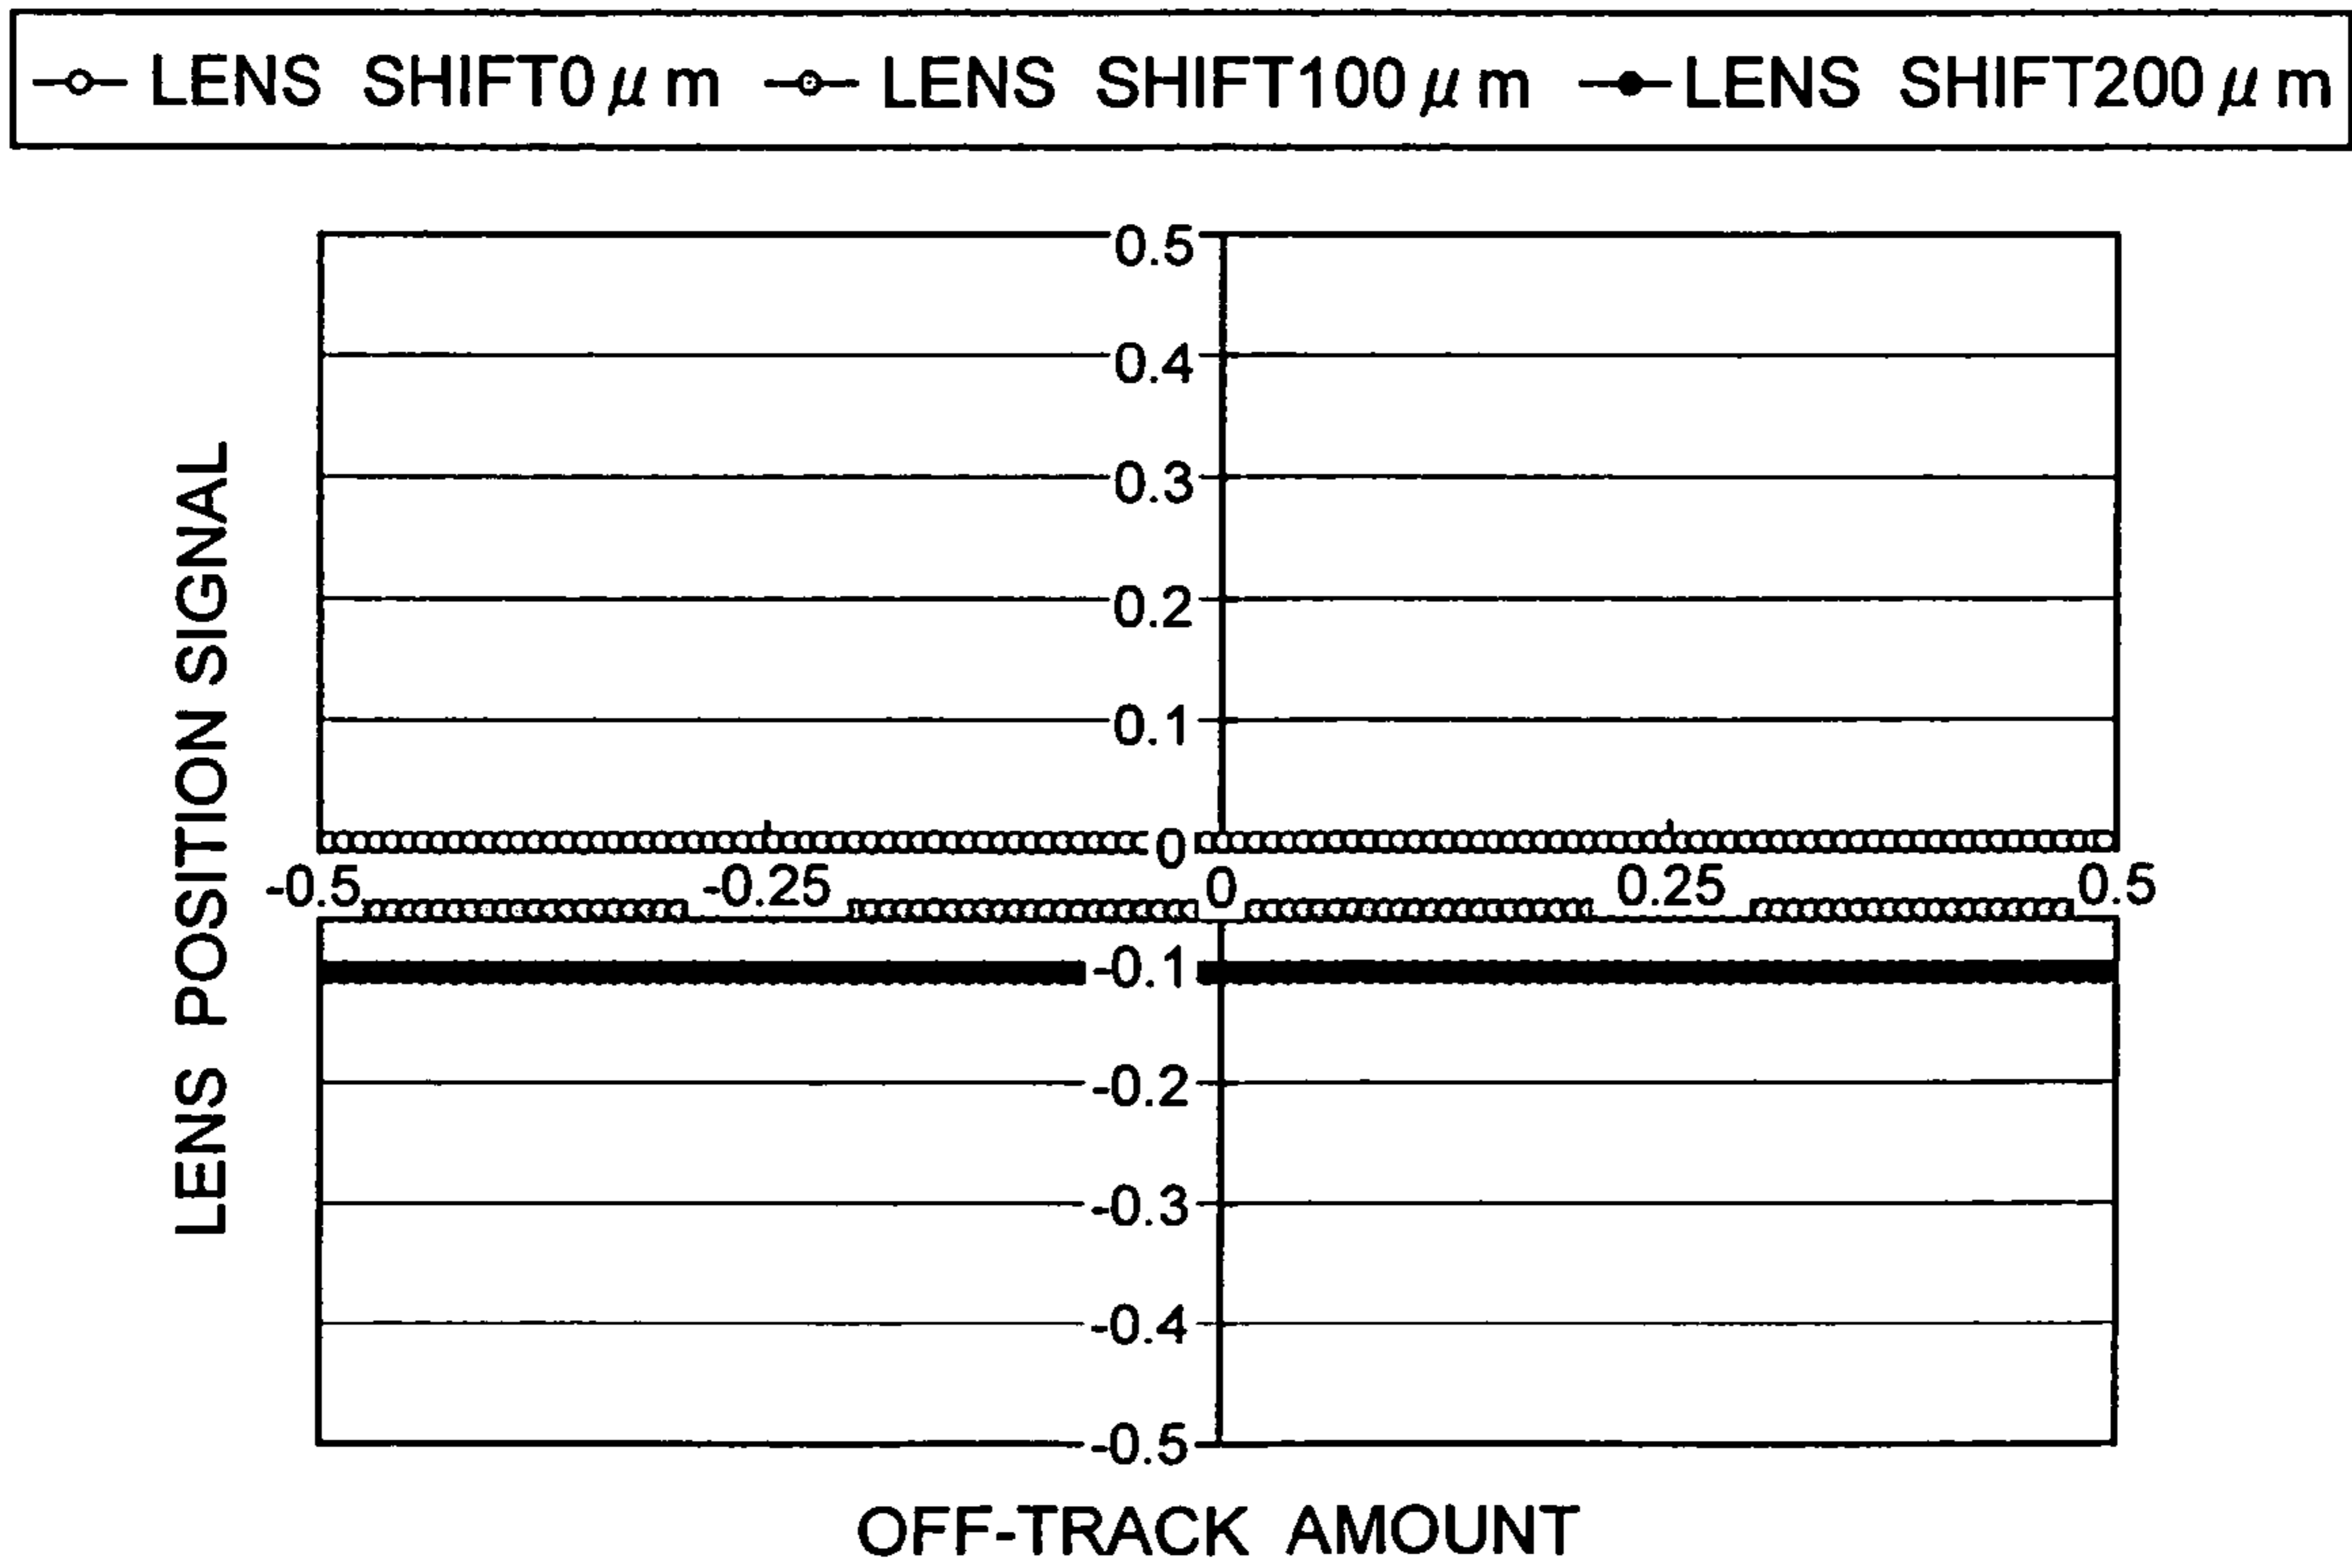 LENS SHIFT0μm LENS SHIFT100μm LENS SHIFT200μm
LENS POSITION SIGNAL
0.5
0.4
0.3
0.2
0.1
0
-0.5 -0.25 0 0.25 0.5
-0.1
-0.2
-0.3
-0.4
-0.5
OFF-TRACK AMOUNT